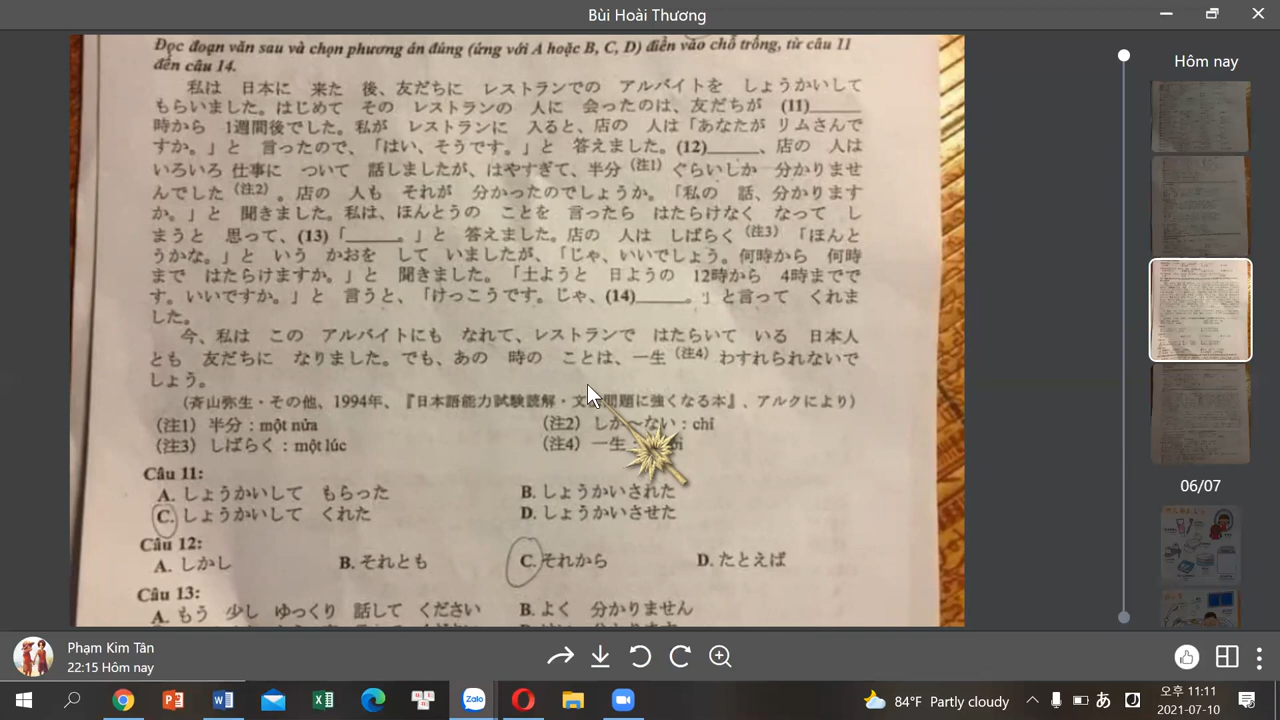 Bùi Hoài Thương
Đọc đoạn văn sau và chọn phương án đúng (ứng với A hoặc B, C, D) điền vào chỗ trống, từ câu 11
đến câu 14.
私は 日本に 来た 後、友だちに レストランでの アルバイトを しょうかいして
もらいました。はじめて その レストランの 人に 会ったのは、友だちが (11)______
時から 1週間後でした。私が レストランに 入ると、店の 人は「あなたが リムさんで
すか。」と 言ったので、「はい、そうです。」と 答えました。(12)______、店の 人は
いろいろ 仕事に ついて 話しましたが、はやすぎて、半分(注1) ぐらいしか 分かりませ
んでした(注2)。店の 人も それが 分かったのでしょうか。「私の 話、分かります
か。」と 聞きました。私は、ほんとうの ことを 言ったら はたらけなく なって し
まうと 思って、(13)「______。」と 答えました。店の 人は しばらく(注3)「ほんと
うかな。」と いう かおを して いましたが、「じゃ、いいでしょう。何時から 何時
まで はたらけますか。」と 聞きました。「土ようと 日ようの 12時から 4時までで
す。いいですか。」と 言うと、「けっこうです。じゃ、(14)______。」と言って くれま
した。
今、私は この アルバイトにも なれて、レストランで はたらいて いる 日本人
とも 友だちに なりました。でも、あの 時の ことは、一生(注4) わすれられないで
しょう。
(斉山弥生・その他、1994年、『日本語能力試験読解・文 問題に強くなる本』、アルクにより)
(注1) 半分 : một nửa
(注2) しか～ない : chỉ
(注3) しばらく : một lúc
(注4) 一生
Câu 11:
A. しょうかいして もらった
B. しょうかいされた
C. しょうかいして くれた
D. しょうかいさせた
Câu 12:
A. しかし
B. それとも
C. それから
D. たとえば
Câu 13:
A. もう 少し ゆっくり 話して ください
B. よく 分かりません
Hôm nay
06/07
Phạm Kim Tân
22:15 Hôm nay
Zalo
84°F Partly cloudy
あ
오후 11:11
2021-07-10